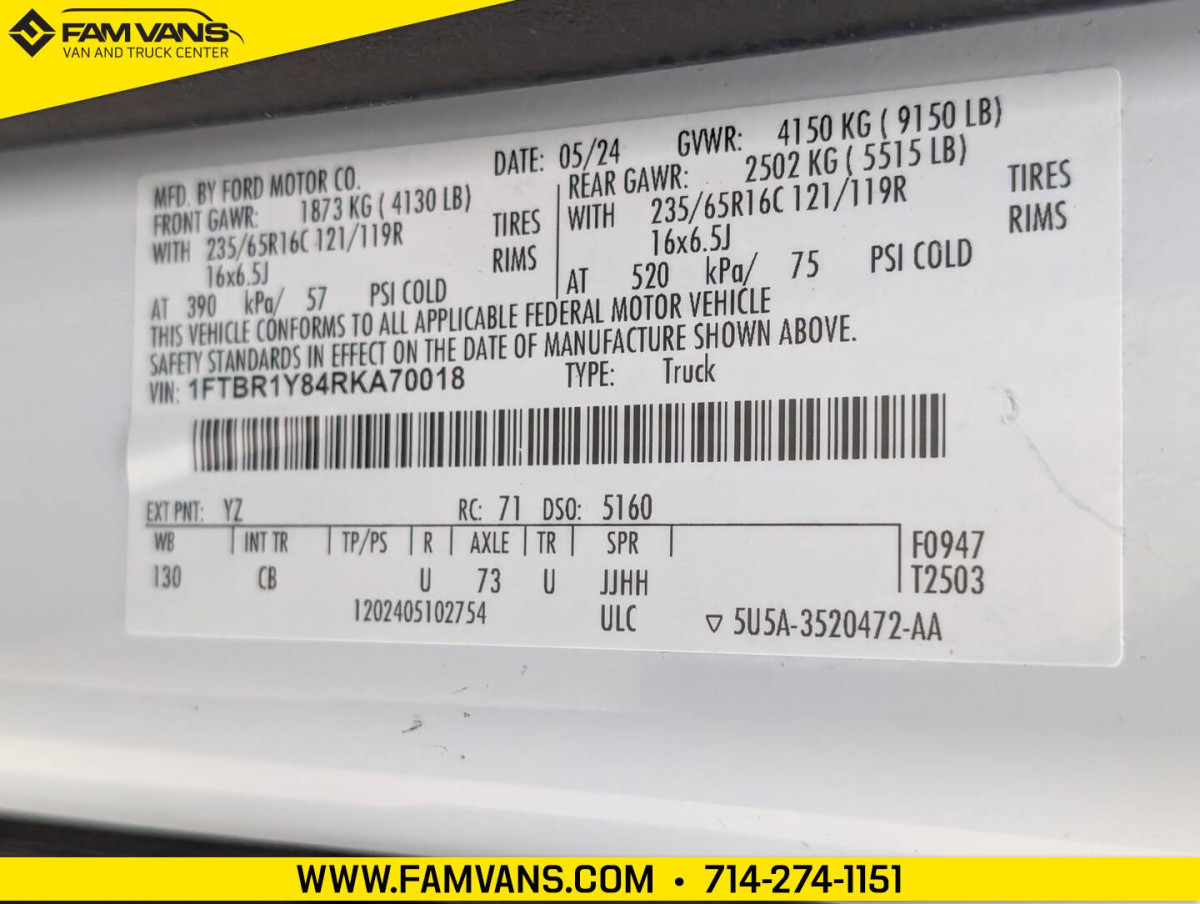 FAM VANS
VAN AND TRUCK CENTER
MFD. BY FORD MOTOR CO. DATE: 05/24 GVWR: 4150 KG ( 9150 LB)
FRONT GAWR: 1873 KG ( 4130 LB) REAR GAWR: 2502 KG ( 5515 LB)
WITH 235/65R16C 121/119R TIRES WITH 235/65R16C 121/119R TIRES
16x6.5J RIMS 16x6.5J RIMS
AT 390 kPa/ 57 PSI COLD AT 520 kPa/ 75 PSI COLD
THIS VEHICLE CONFORMS TO ALL APPLICABLE FEDERAL MOTOR VEHICLE
SAFETY STANDARDS IN EFFECT ON THE DATE OF MANUFACTURE SHOWN ABOVE.
VIN: 1FTBR1Y84RKA70018 TYPE: Truck
EXT PNT: YZ RC: 71 DSO: 5160
WB INT TR TP/PS R AXLE TR SPR F0947
130 CB U 73 U JJHH T2503
1202405102754 ULC ▽ 5U5A-3520472-AA
WWW.FAMVANS.COM • 714-274-1151